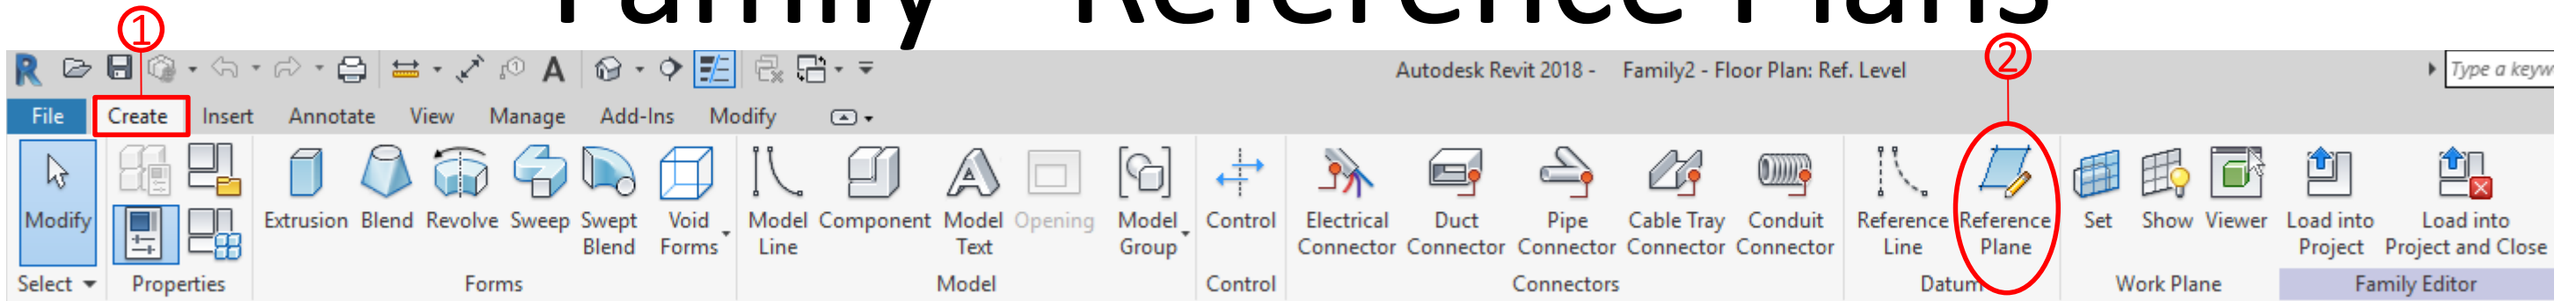 Family - Reference Plans
1
2
Autodesk Revit 2018 - Family2 - Floor Plan: Ref. Level
Type a keyw
File Create Insert Annotate View Manage Add-Ins Modify
Modify
Extrusion Blend Revolve Sweep Swept Blend Void Forms
Model Line Component Model Text Opening Model Group
Control
Electrical Connector Duct Connector Pipe Connector Cable Tray Connector Conduit Connector
Reference Line Reference Plane
Set Show Viewer
Load into Project Load into Project and Close
Select Properties Forms Model Control Connectors Datum Work Plane Family Editor